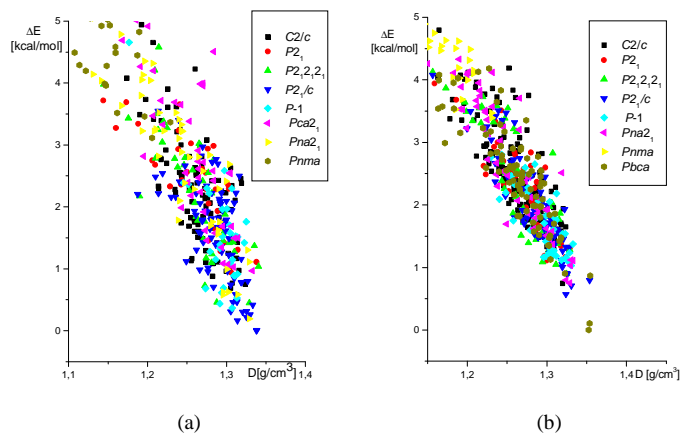 ΔE
[kcal/mol]
5
4
3
2
1
0
1,1
1,2
1,3
1,4
D[g/cm³]
C2/c
P2₁
P2₁2₁2₁
P2₁/c
P-1
Pca2₁
Pna2₁
Pnma
(a)
ΔE
[kcal/mol]
5
4
3
2
1
0
1,2
1,3
1,4
D [g/cm³]
C2/c
P2₁
P2₁2₁2₁
P2₁/c
P-1
Pna2₁
Pnma
Pbca
(b)